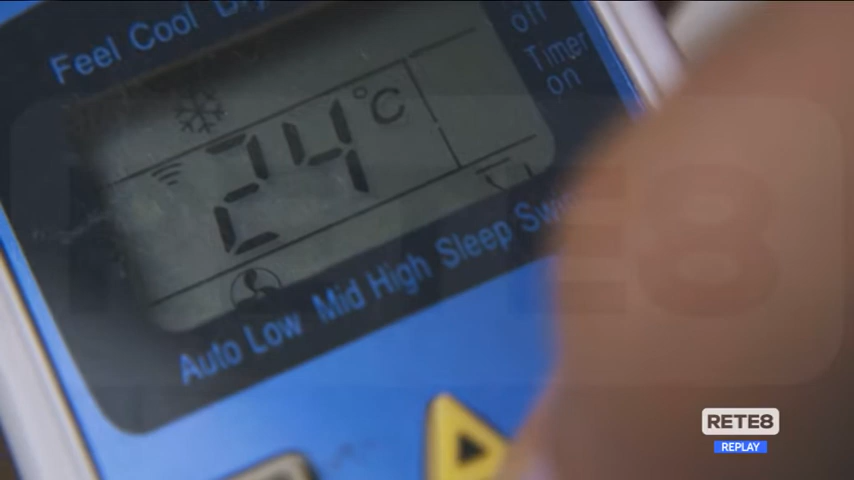 Feel Cool
off
Timer
on
24°C
Auto Low Mid High Sleep
RETE8
REPLAY